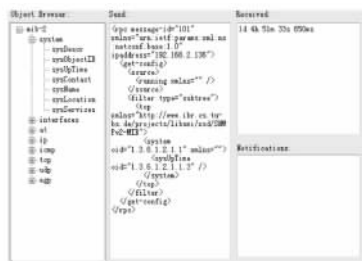 Object Browser
Send
Received
mib-2
system
sysDescr
sysObjectID
sysUpTime
sysContact
sysName
sysLocation
sysServices
interfaces
at
ip
icmp
tcp
udp
egp
<rpc message-id="101"
xmlns="urn:ietf:params:xml:ns
:netconf:base:1.0"
ipaddress="192.168.2.136">
<get-config>
<source>
<running xmlns="" />
</source>
<filter type="subtree">
<top
<system
oid="1.3.6.1.2.1.1" xmlns="">
<sysUpTime
oid="1.3.6.1.2.1.1.3" />
</system>
</top>
</filter>
</get-config>
</rpc>
1d 4h 51m 33s 650ms
Notifications